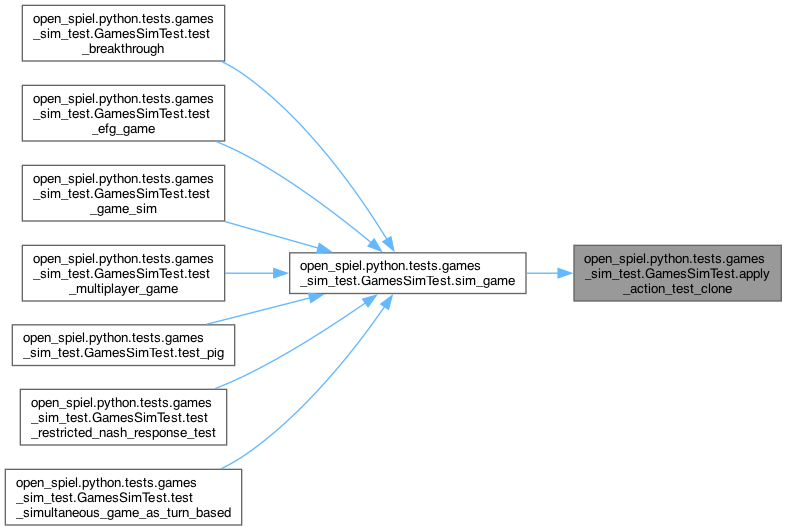 open_spiel.python.tests.games
_sim_test.GamesSimTest.test
_breakthrough
open_spiel.python.tests.games
_sim_test.GamesSimTest.test
_efg_game
open_spiel.python.tests.games
_sim_test.GamesSimTest.test
_game_sim
open_spiel.python.tests.games
_sim_test.GamesSimTest.test
_multiplayer_game
open_spiel.python.tests.games
_sim_test.GamesSimTest.test_pig
open_spiel.python.tests.games
_sim_test.GamesSimTest.test
_restricted_nash_response_test
open_spiel.python.tests.games
_sim_test.GamesSimTest.test
_simultaneous_game_as_turn_based
open_spiel.python.tests.games
_sim_test.GamesSimTest.sim_game
open_spiel.python.tests.games
_sim_test.GamesSimTest.apply
_action_test_clone